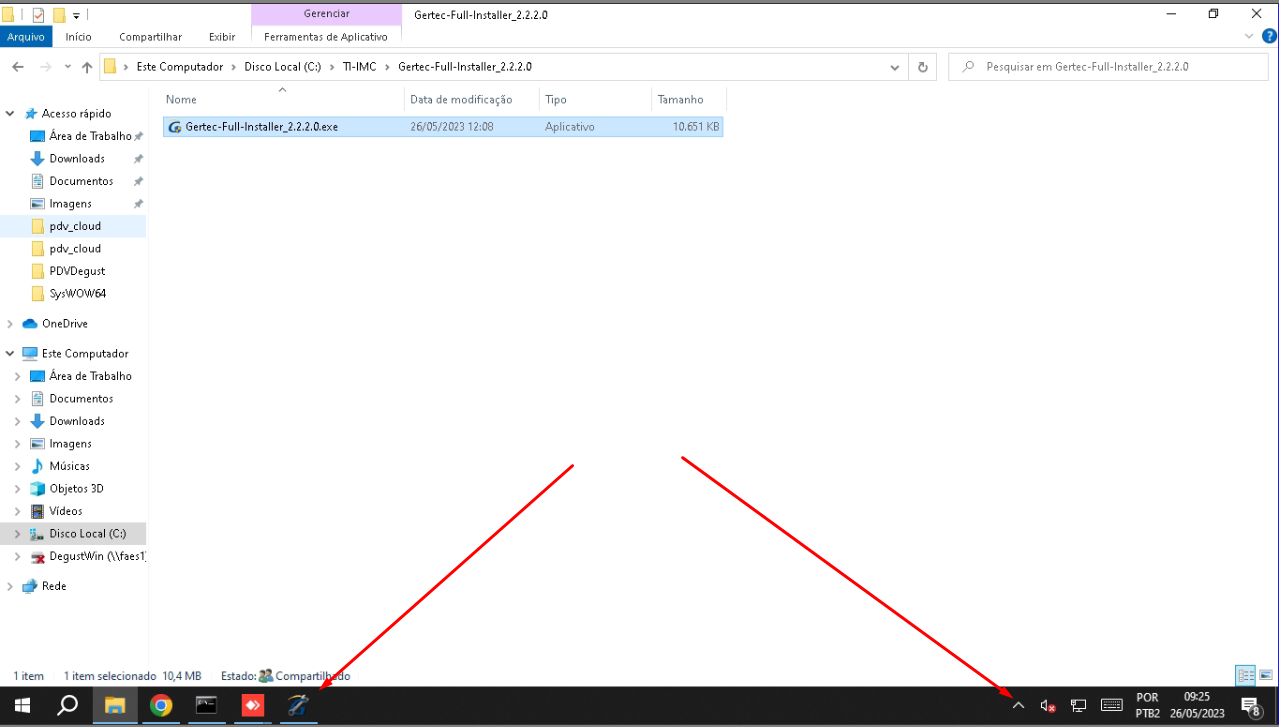 Gerenciar Gertec-Full-Installer_2.2.2.0
Arquivo Início Compartilhar Exibir Ferramentas de Aplicativo
Este Computador Disco Local (C:) TI-IMC Gertec-Full-Installer_2.2.2.0 Pesquisar em Gertec-Full-Installer_2.2.2.0
Nome Data de modificação Tipo Tamanho
Gertec-Full-Installer_2.2.2.0.exe 26/05/2023 12:08 Aplicativo 10.651 KB
Acesso rápido
Área de Trabalho
Downloads
Documentos
Imagens
pdv_cloud
pdv_cloud
PDVDegust
SysWOW64
OneDrive
Este Computador
Área de Trabalho
Documentos
Downloads
Imagens
Músicas
Objetos 3D
Vídeos
Disco Local (C:)
DegustWin (\\faes1
Rede
1 item 1 item selecionado 10,4 MB Estado: Compartilhado
POR 09:25
PTB2 26/05/2023 8